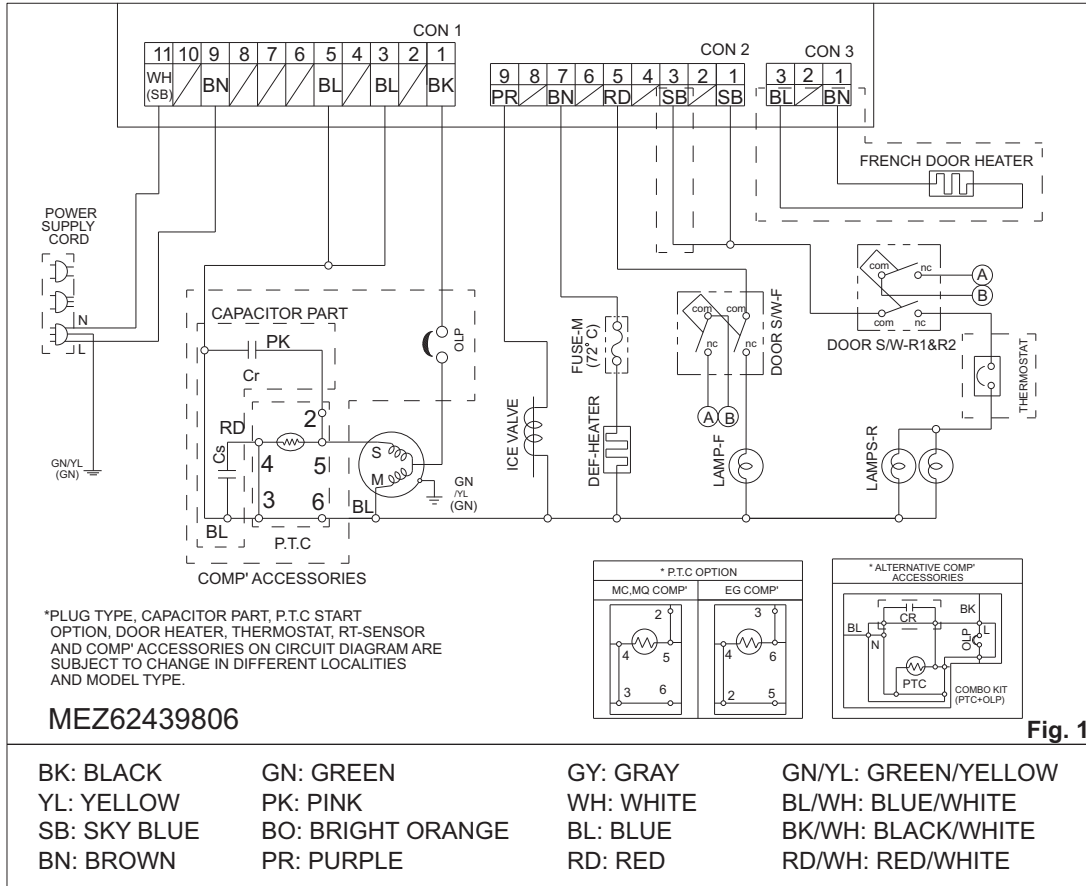 CON 1
11 10 9 8 7 6 5 4 3 2 1
WH (SB) BN BL BL BK
CON 2
9 8 7 6 5 4 3 2 1
PR BN RD SB SB
CON 3
3 2 1
BL BN
FRENCH DOOR HEATER
POWER
SUPPLY
CORD
N
L
GN/YL
(GN)
CAPACITOR PART
PK
Cr
RD
Cs
2
4 5
3 6
BL
P.T.C
COMP' ACCESSORIES
OLP
S
M
BL
GN
/YL
(GN)
ICE VALVE
FUSE-M
(72° C)
DEF-HEATER
com com
nc nc
DOOR S/W-F
A B
LAMP-F
com nc
A
B
com nc
DOOR S/W-R1&R2
THERMOSTAT
LAMPS-R
*PLUG TYPE, CAPACITOR PART, P.T.C START
OPTION, DOOR HEATER, THERMOSTAT, RT-SENSOR
AND COMP' ACCESSORIES ON CIRCUIT DIAGRAM ARE
SUBJECT TO CHANGE IN DIFFERENT LOCALITIES
AND MODEL TYPE.
MEZ62439806
* P.T.C OPTION
MC,MQ COMP' EG COMP'
2
4 5
3 6
3
4 6
2 5
* ALTERNATIVE COMP'
ACCESSORIES
CR
BK
BL
N
L
OLP
PTC
COMBO KIT
(PTC+OLP)
Fig. 1
BK: BLACK GN: GREEN GY: GRAY GN/YL: GREEN/YELLOW
YL: YELLOW PK: PINK WH: WHITE BL/WH: BLUE/WHITE
SB: SKY BLUE BO: BRIGHT ORANGE BL: BLUE BK/WH: BLACK/WHITE
BN: BROWN PR: PURPLE RD: RED RD/WH: RED/WHITE